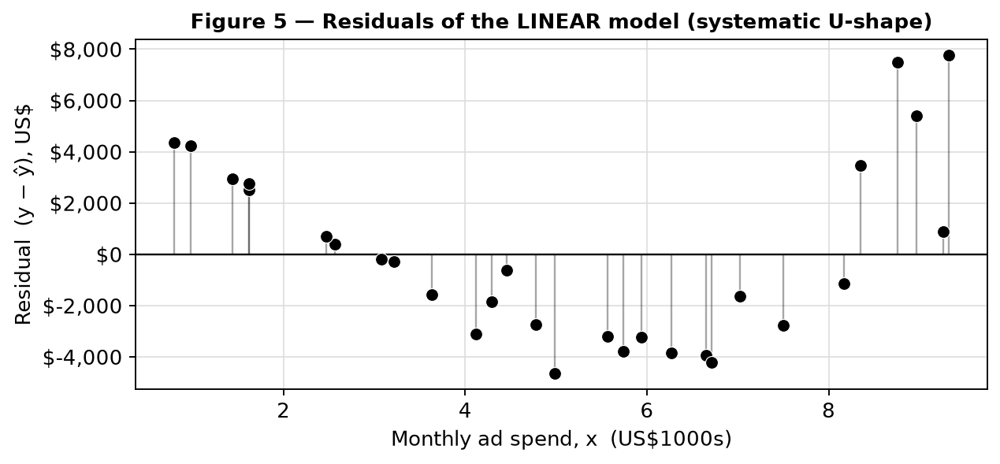 Figure 5 — Residuals of the LINEAR model (systematic U-shape)
Residual (y − ŷ), US$
$8,000
$6,000
$4,000
$2,000
$0
$-2,000
$-4,000
2 4 6 8
Monthly ad spend, x (US$1000s)